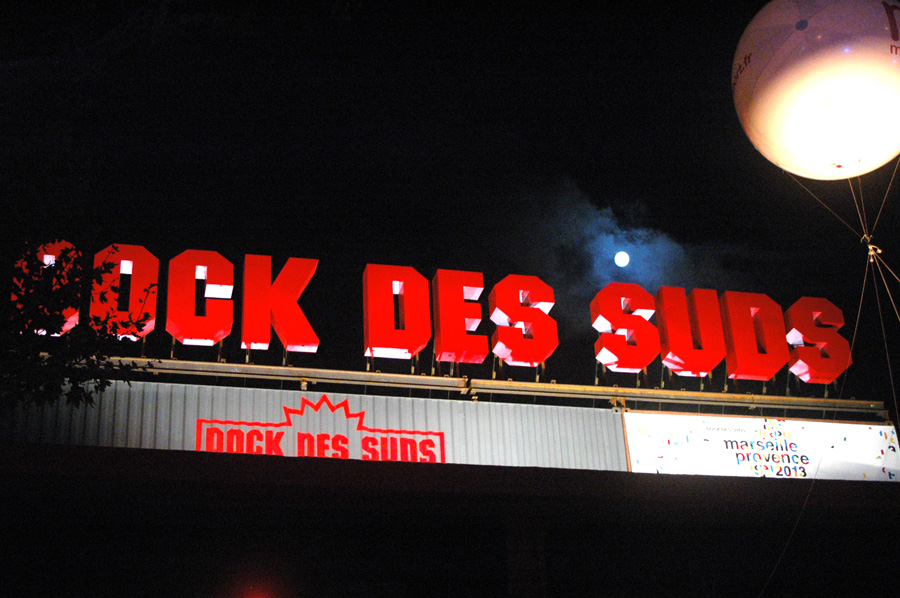 DOCK DES SUDS
DOCK DES SUDS
marseille
provence
2013